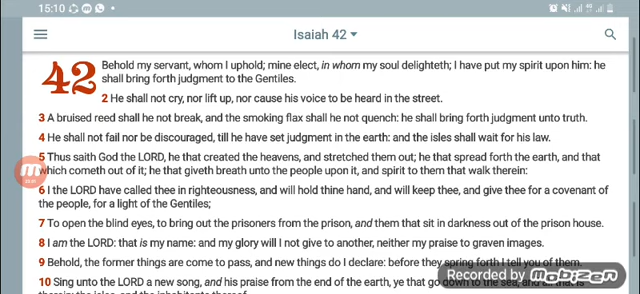 15:10
Isaiah 42
42 Behold my servant, whom I uphold; mine elect, in whom my soul delighteth; I have put my spirit upon him: he
shall bring forth judgment to the Gentiles.
2 He shall not cry, nor lift up, nor cause his voice to be heard in the street.
3 A bruised reed shall he not break, and the smoking flax shall he not quench: he shall bring forth judgment unto truth.
4 He shall not fail nor be discouraged, till he have set judgment in the earth: and the isles shall wait for his law.
5 Thus saith God the LORD, he that created the heavens, and stretched them out; he that spread forth the earth, and that
which cometh out of it; he that giveth breath unto the people upon it, and spirit to them that walk therein:
6 I the LORD have called thee in righteousness, and will hold thine hand, and will keep thee, and give thee for a covenant of
the people, for a light of the Gentiles;
7 To open the blind eyes, to bring out the prisoners from the prison, and them that sit in darkness out of the prison house.
8 I am the LORD: that is my name: and my glory will I not give to another, neither my praise to graven images.
9 Behold, the former things are come to pass, and new things do I declare: before they spring forth I tell you of them.
Recorded by Mobizen
10 Sing unto the LORD a new song, and his praise from the end of the earth, ye that go down to the sea, and all that is